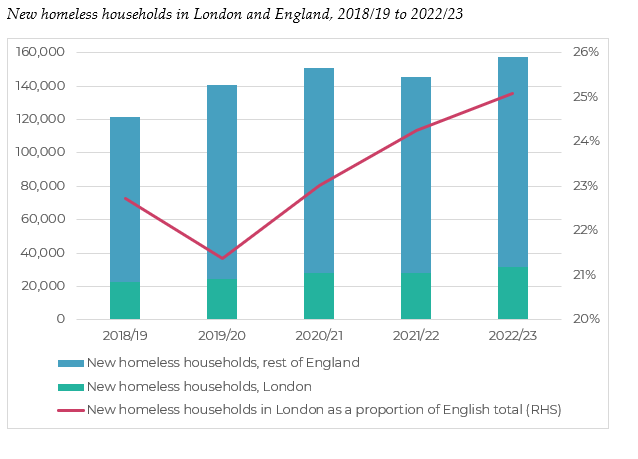 New homeless households in London and England, 2018/19 to 2022/23
160,000 26%
140,000 25%
120,000 24%
100,000
80,000 23%
60,000 22%
40,000
20,000 21%
0 20%
2018/19 2019/20 2020/21 2021/22 2022/23
New homeless households, rest of England
New homeless households, London
New homeless households in London as a proportion of English total (RHS)